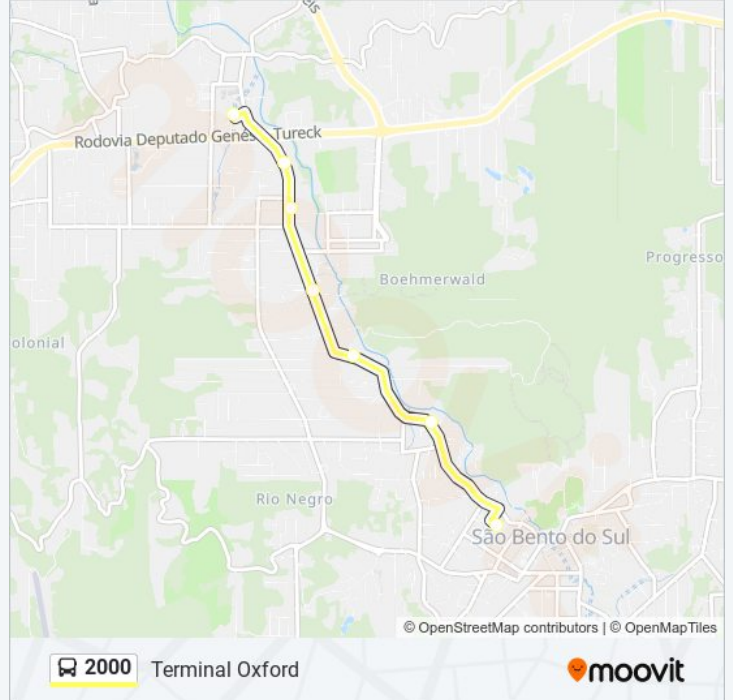 Rodovia Deputado Genés Tureck
Boehmerwald
Progresso
olonial
Rio Negro
São Bento do Sul
© OpenStreetMap contributors | © OpenMapTiles
2000 Terminal Oxford
moovit